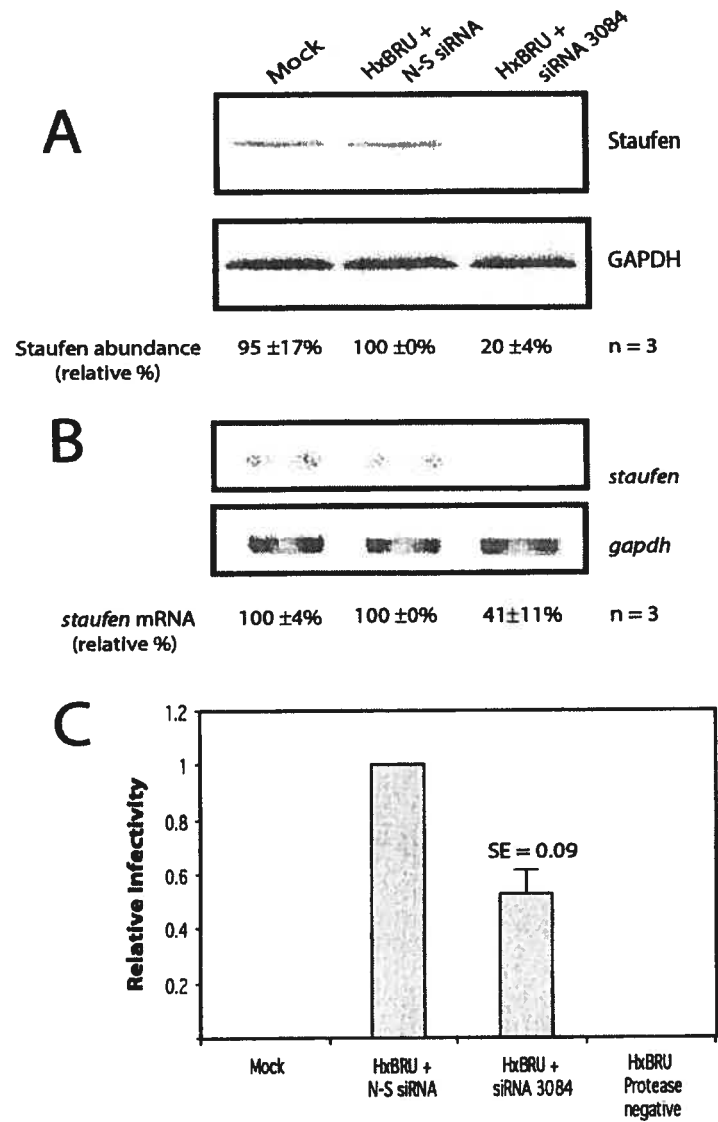 Mock
HxBRU +
N-S siRNA
HxBRU +
siRNA 3084
A
Staufen
GAPDH
Staufen abundance
(relative %)
95 ±17%
100 ±0%
20 ±4%
n = 3
B
staufen
gapdh
staufen mRNA
(relative %)
100 ±4%
100 ±0%
41±11%
n = 3
C
Relative Infectivity
1.2
1
0.8
0.6
0.4
0.2
SE = 0.09
Mock
HxBRU +
N-S siRNA
HxBRU +
siRNA 3084
HxBRU
Protease
negative